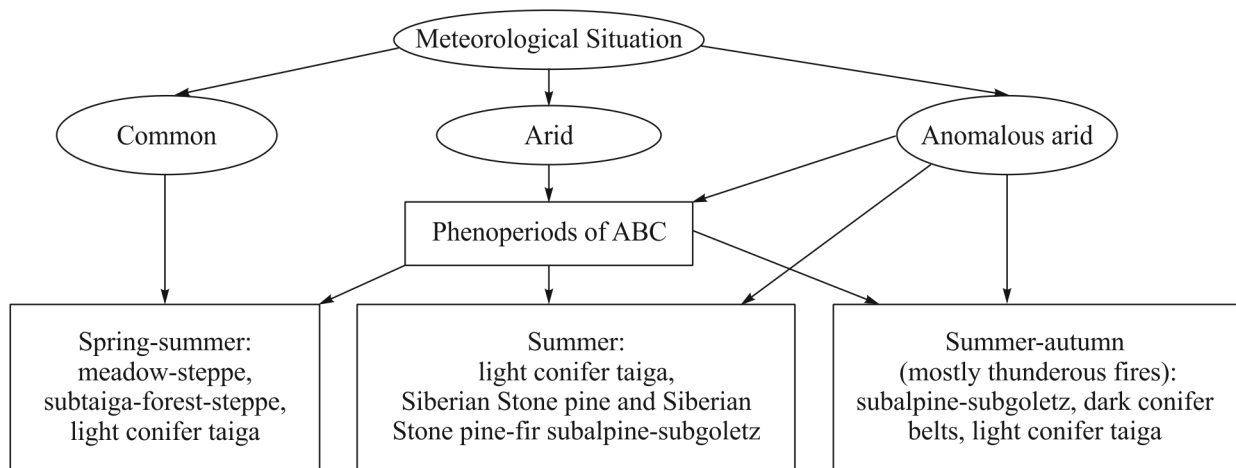 Meteorological Situation
Common
Arid
Anomalous arid
Phenoperiods of ABC
Spring-summer:
meadow-steppe,
subtaiga-forest-steppe,
light conifer taiga
Summer:
light conifer taiga,
Siberian Stone pine and Siberian
Stone pine-fir subalpine-subgoletz
Summer-autumn
(mostly thunderous fires):
subalpine-subgoletz, dark conifer
belts, light conifer taiga